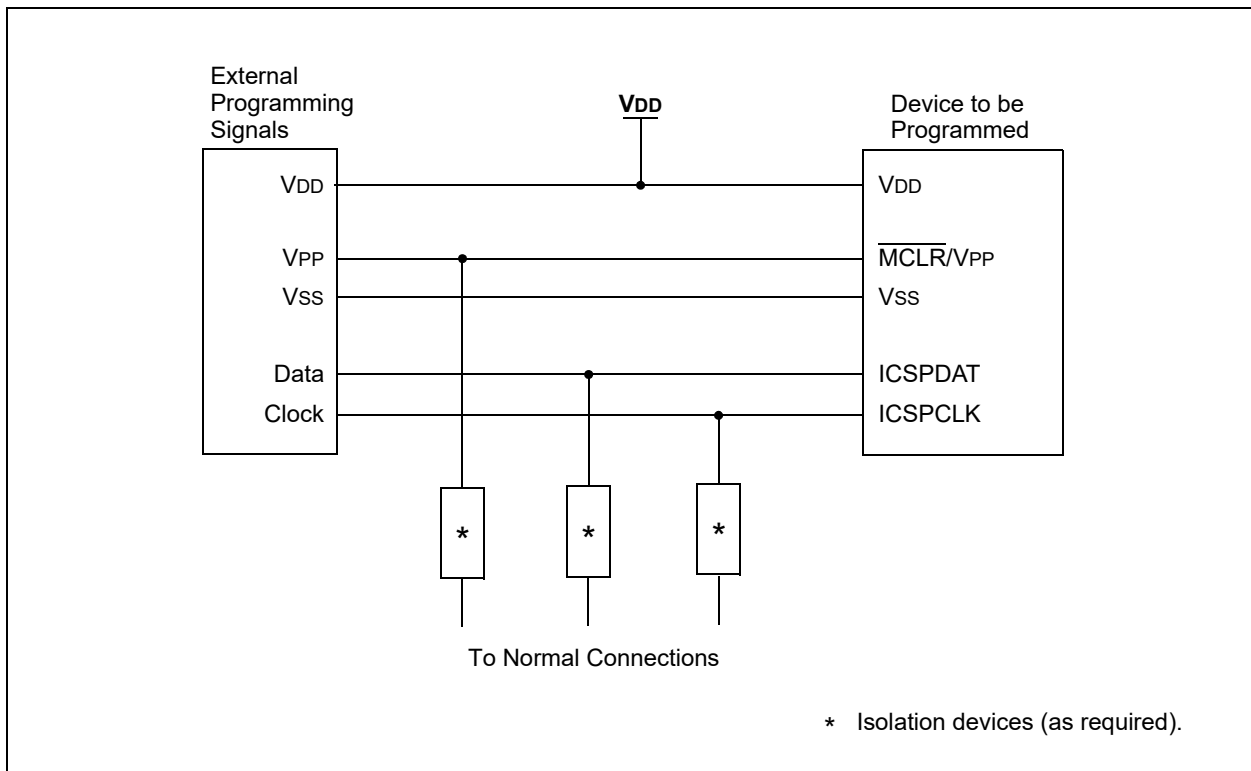 External
Programming
Signals
VDD
Device to be
Programmed
VDD
VDD
VPP
MCLR/VPP
VSS
VSS
Data
ICSPDAT
Clock
ICSPCLK
*
*
*
To Normal Connections
* Isolation devices (as required).